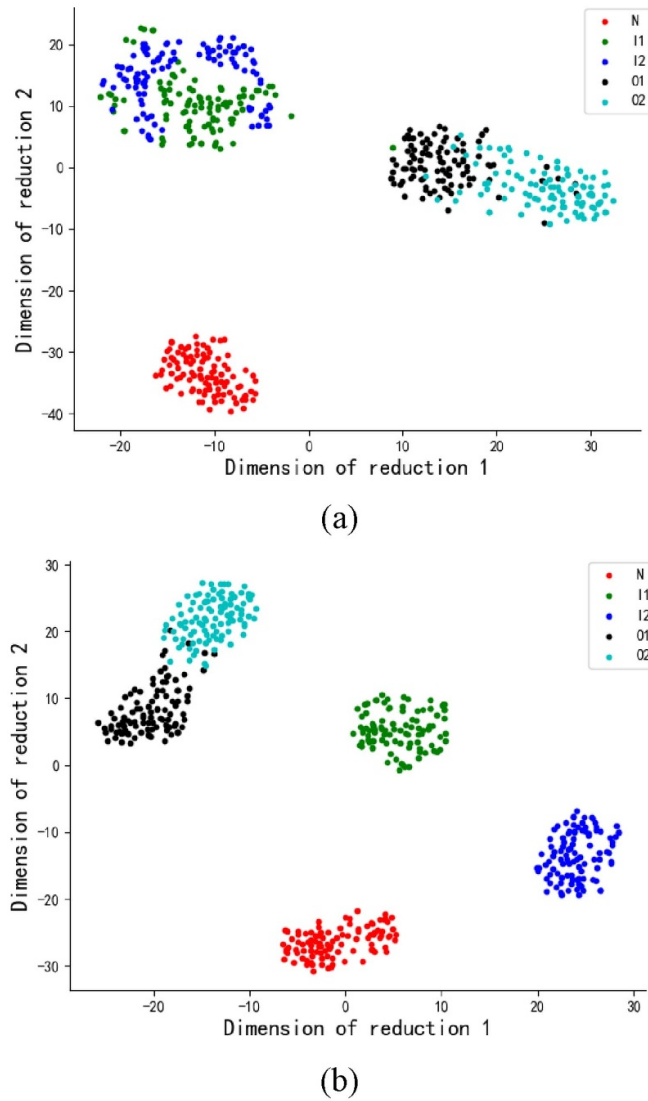 N
I1
I2
O1
O2
20
10
0
-10
-20
-30
-40
Dimension of reduction 2
-20 -10 0 10 20 30
Dimension of reduction 1
(a)
N
I1
I2
O1
O2
30
20
10
0
-10
-20
-30
Dimension of reduction 2
-20 -10 0 10 20 30
Dimension of reduction 1
(b)